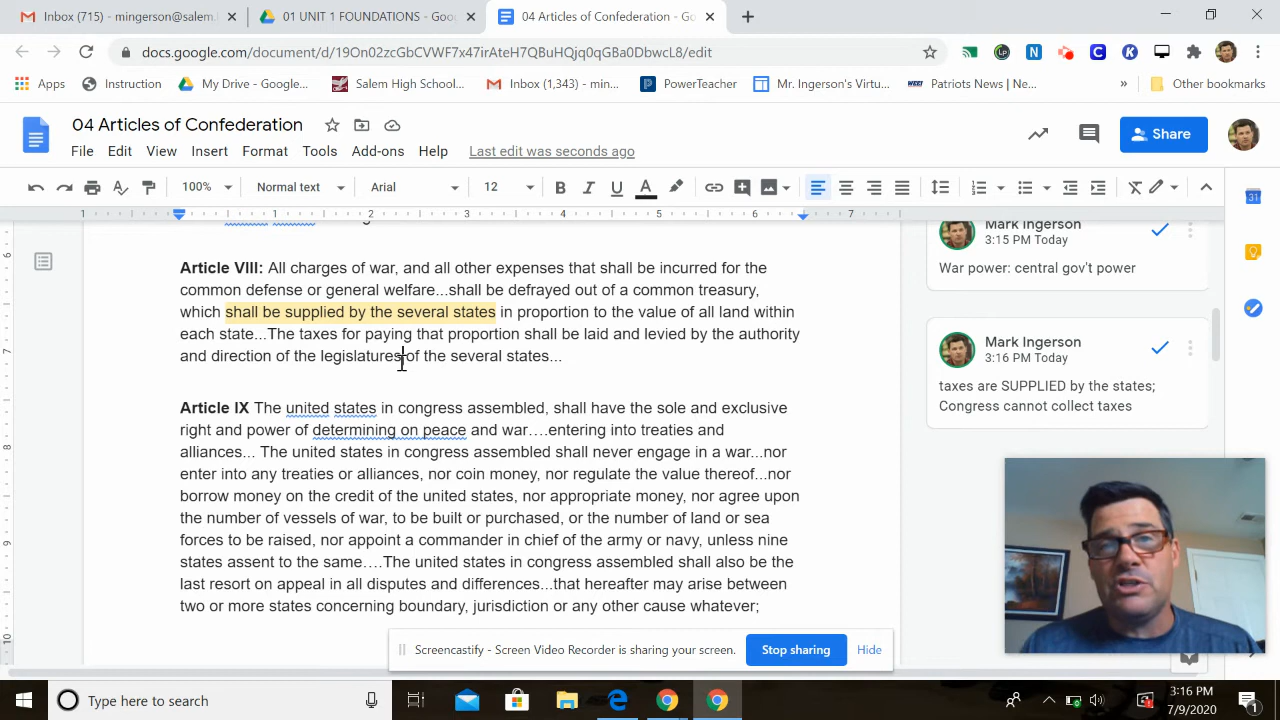 Inbox (715) - mingerson@salem.
01 UNIT 1 FOUNDATIONS - Goo
04 Articles of Confederation - Go
docs.google.com/document/d/19On02zcGbCVWF7x47irAteH7QBuHQjq0qGBa0DbwcL8/edit
Apps
Instruction
My Drive - Google...
Salem High School...
Inbox (1,343) - min...
PowerTeacher
Mr. Ingerson's Virtu...
Patriots News | Ne...
Other bookmarks
04 Articles of Confederation
Share
File Edit View Insert Format Tools Add-ons Help Last edit was seconds ago
100% Normal text Arial 12
1 1 2 3 4 5 6 7
Article VIII: All charges of war, and all other expenses that shall be incurred for the
common defense or general welfare...shall be defrayed out of a common treasury,
which shall be supplied by the several states in proportion to the value of all land within
each state...The taxes for paying that proportion shall be laid and levied by the authority
and direction of the legislatures of the several states...
Article IX The united states in congress assembled, shall have the sole and exclusive
right and power of determining on peace and war….entering into treaties and
alliances... The united states in congress assembled shall never engage in a war...nor
enter into any treaties or alliances, nor coin money, nor regulate the value thereof...nor
borrow money on the credit of the united states, nor appropriate money, nor agree upon
the number of vessels of war, to be built or purchased, or the number of land or sea
forces to be raised, nor appoint a commander in chief of the army or navy, unless nine
states assent to the same….The united states in congress assembled shall also be the
last resort on appeal in all disputes and differences...that hereafter may arise between
two or more states concerning boundary, jurisdiction or any other cause whatever;
Mark Ingerson
3:15 PM Today
War power: central gov't power
Mark Ingerson
3:16 PM Today
taxes are SUPPLIED by the states;
Congress cannot collect taxes
Screencastify - Screen Video Recorder is sharing your screen.
Stop sharing
Hide
Type here to search
3:16 PM
7/9/2020